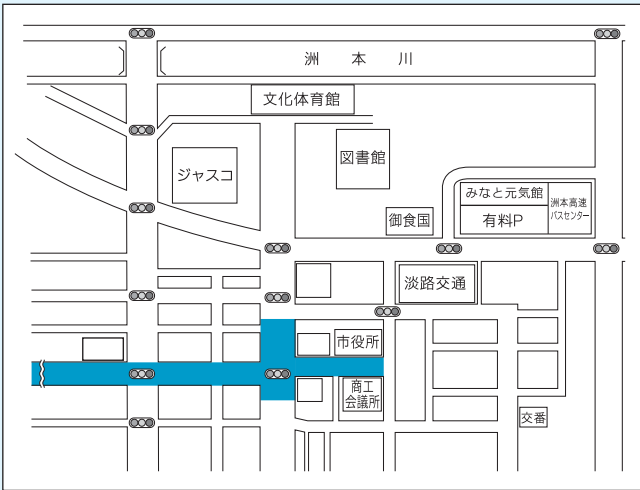 洲本川
文化体育館
図書館
ジャスコ
みなと元気館
洲本高速
バスセンター
御食国
有料P
淡路交通
市役所
商工
会議所
交番